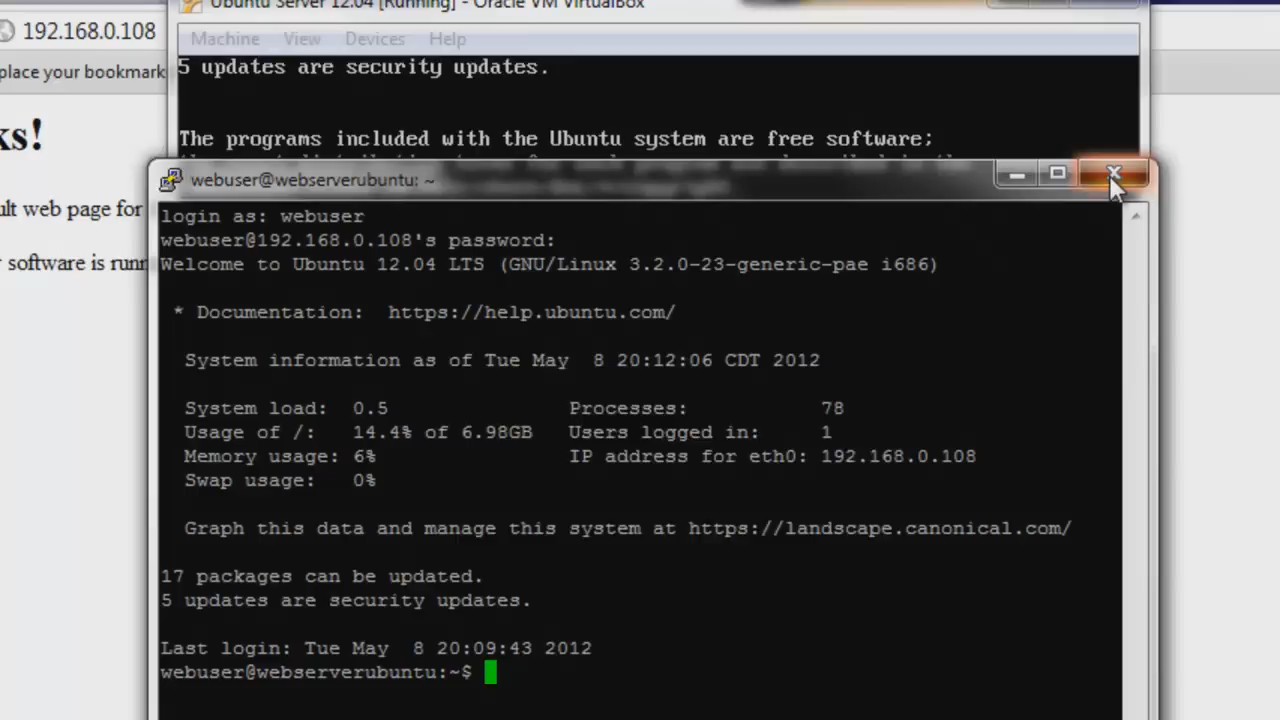 Ubuntu Server 12.04 [Running] - Oracle VM VirtualBox
192.168.0.108
Machine View Devices Help
place your bookmark
5 updates are security updates.
ks!
The programs included with the Ubuntu system are free software;
webuser@webserverubuntu: ~
ult web page for
software is runn
login as: webuser
webuser@192.168.0.108's password:
Welcome to Ubuntu 12.04 LTS (GNU/Linux 3.2.0-23-generic-pae i686)
* Documentation: https://help.ubuntu.com/
System information as of Tue May 8 20:12:06 CDT 2012
System load: 0.5 Processes: 78
Usage of /: 14.4% of 6.98GB Users logged in: 1
Memory usage: 6% IP address for eth0: 192.168.0.108
Swap usage: 0%
Graph this data and manage this system at https://landscape.canonical.com/
17 packages can be updated.
5 updates are security updates.
Last login: Tue May 8 20:09:43 2012
webuser@webserverubuntu:~$